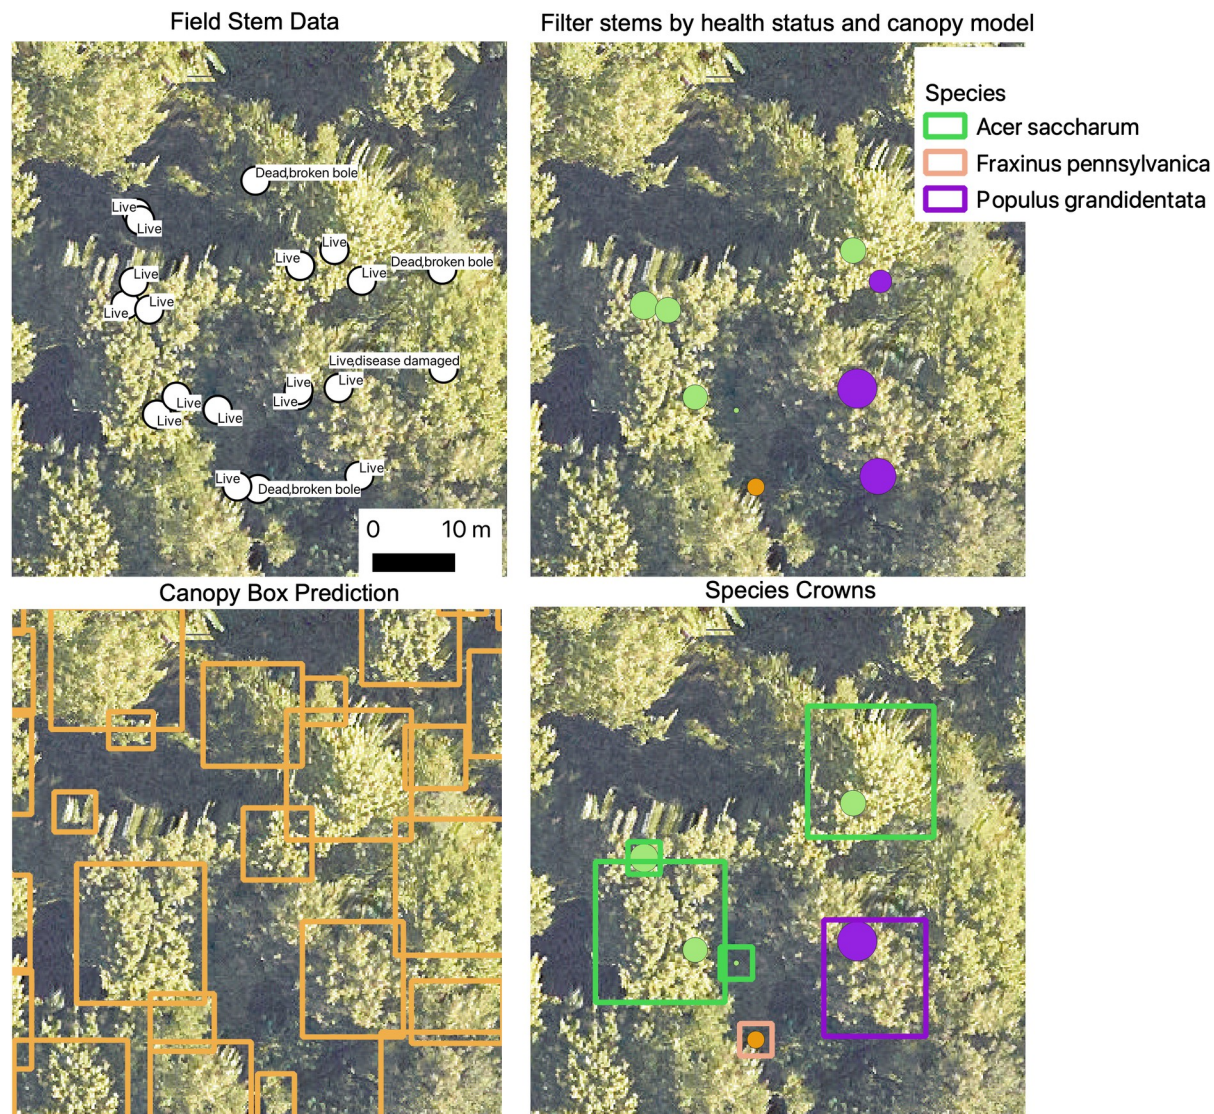 Field Stem Data
Filter stems by health status and canopy model
Species
Acer saccharum
Fraxinus pennsylvanica
Populus grandidentata
Dead,broken bole
Live
Live
Live
Live
Dead,broken bole
Live
Live
Live
Live
Live,disease damaged
Live
Live
Live
Live
Live
Live
Live
Live
Dead,broken bole
0 10 m
Canopy Box Prediction
Species Crowns